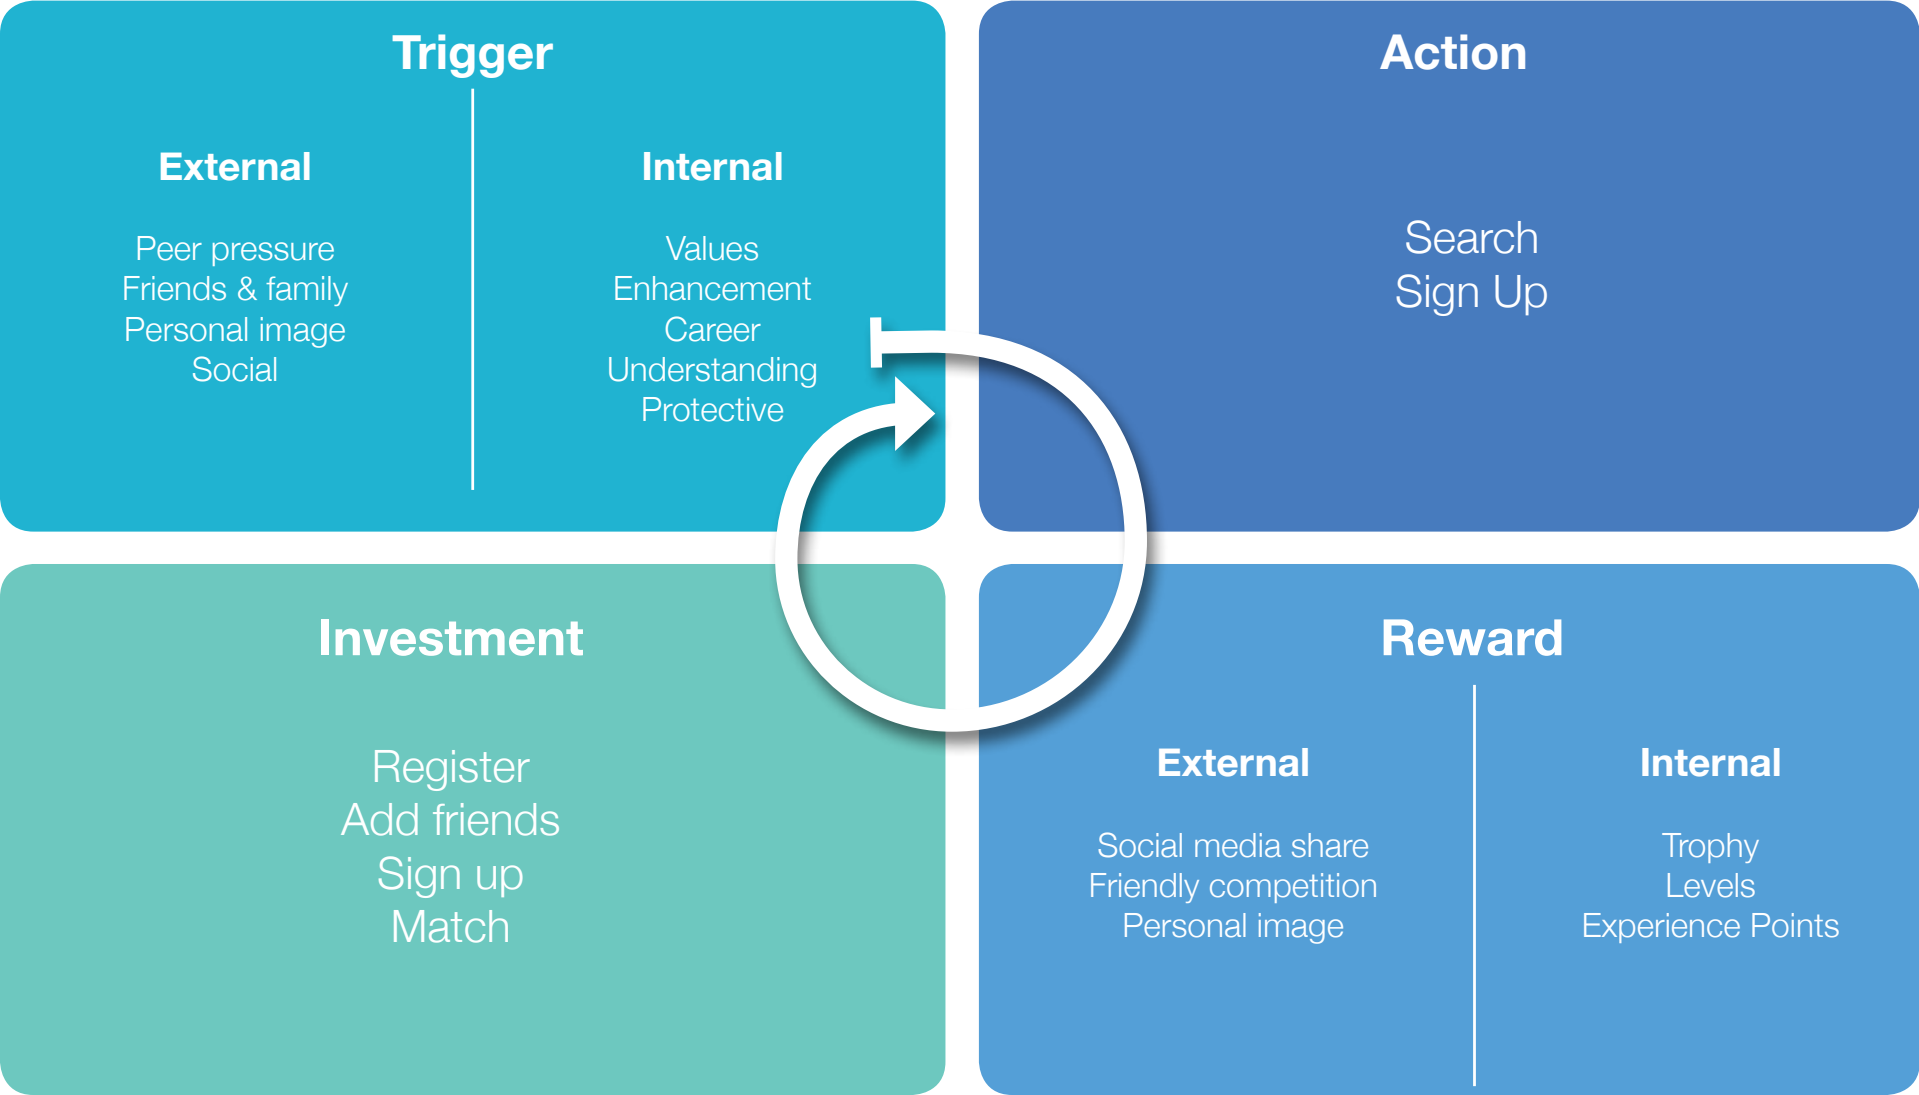 Trigger
External
Peer pressure
Friends & family
Personal image
Social
Internal
Values
Enhancement
Career
Understanding
Protective
Action
Search
Sign Up
Investment
Register
Add friends
Sign up
Match
Reward
External
Social media share
Friendly competition
Personal image
Internal
Trophy
Levels
Experience Points